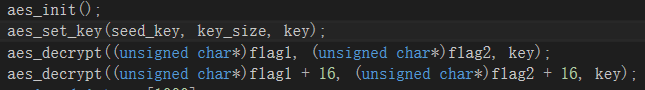 aes_init();
aes_set_key(seed_key, key_size, key);
aes_decrypt((unsigned char*)flag1, (unsigned char*)flag2, key);
aes_decrypt((unsigned char*)flag1 + 16, (unsigned char*)flag2 + 16, key);